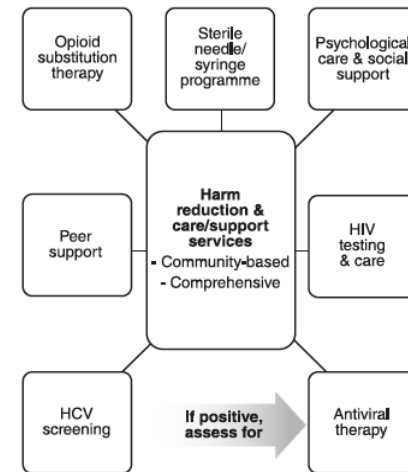 Opioid
substitution
therapy
Sterile
needle/
syringe
programme
Psychological
care & social
support
Harm
reduction &
care/support
services
- Community-based
- Comprehensive
Peer
support
HIV
testing
& care
HCV
screening
If positive,
assess for
Antiviral
therapy